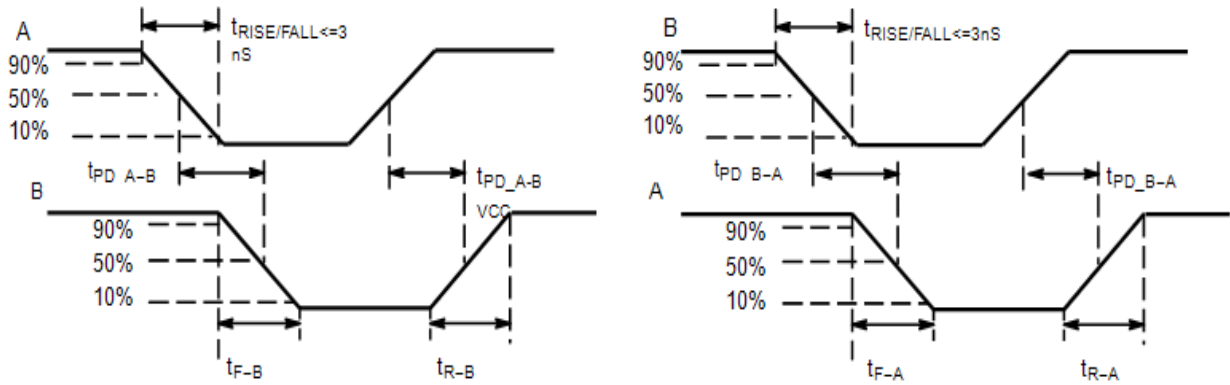 A
tRISE/FALL<=3
nS
90%
50%
10%
tPD A-B
tPD_A-B
VCC
B
90%
50%
10%
tF-B
tR-B
B
tRISE/FALL<=3nS
90%
50%
10%
tPD B-A
tPD_B-A
A
90%
50%
10%
tF-A
tR-A